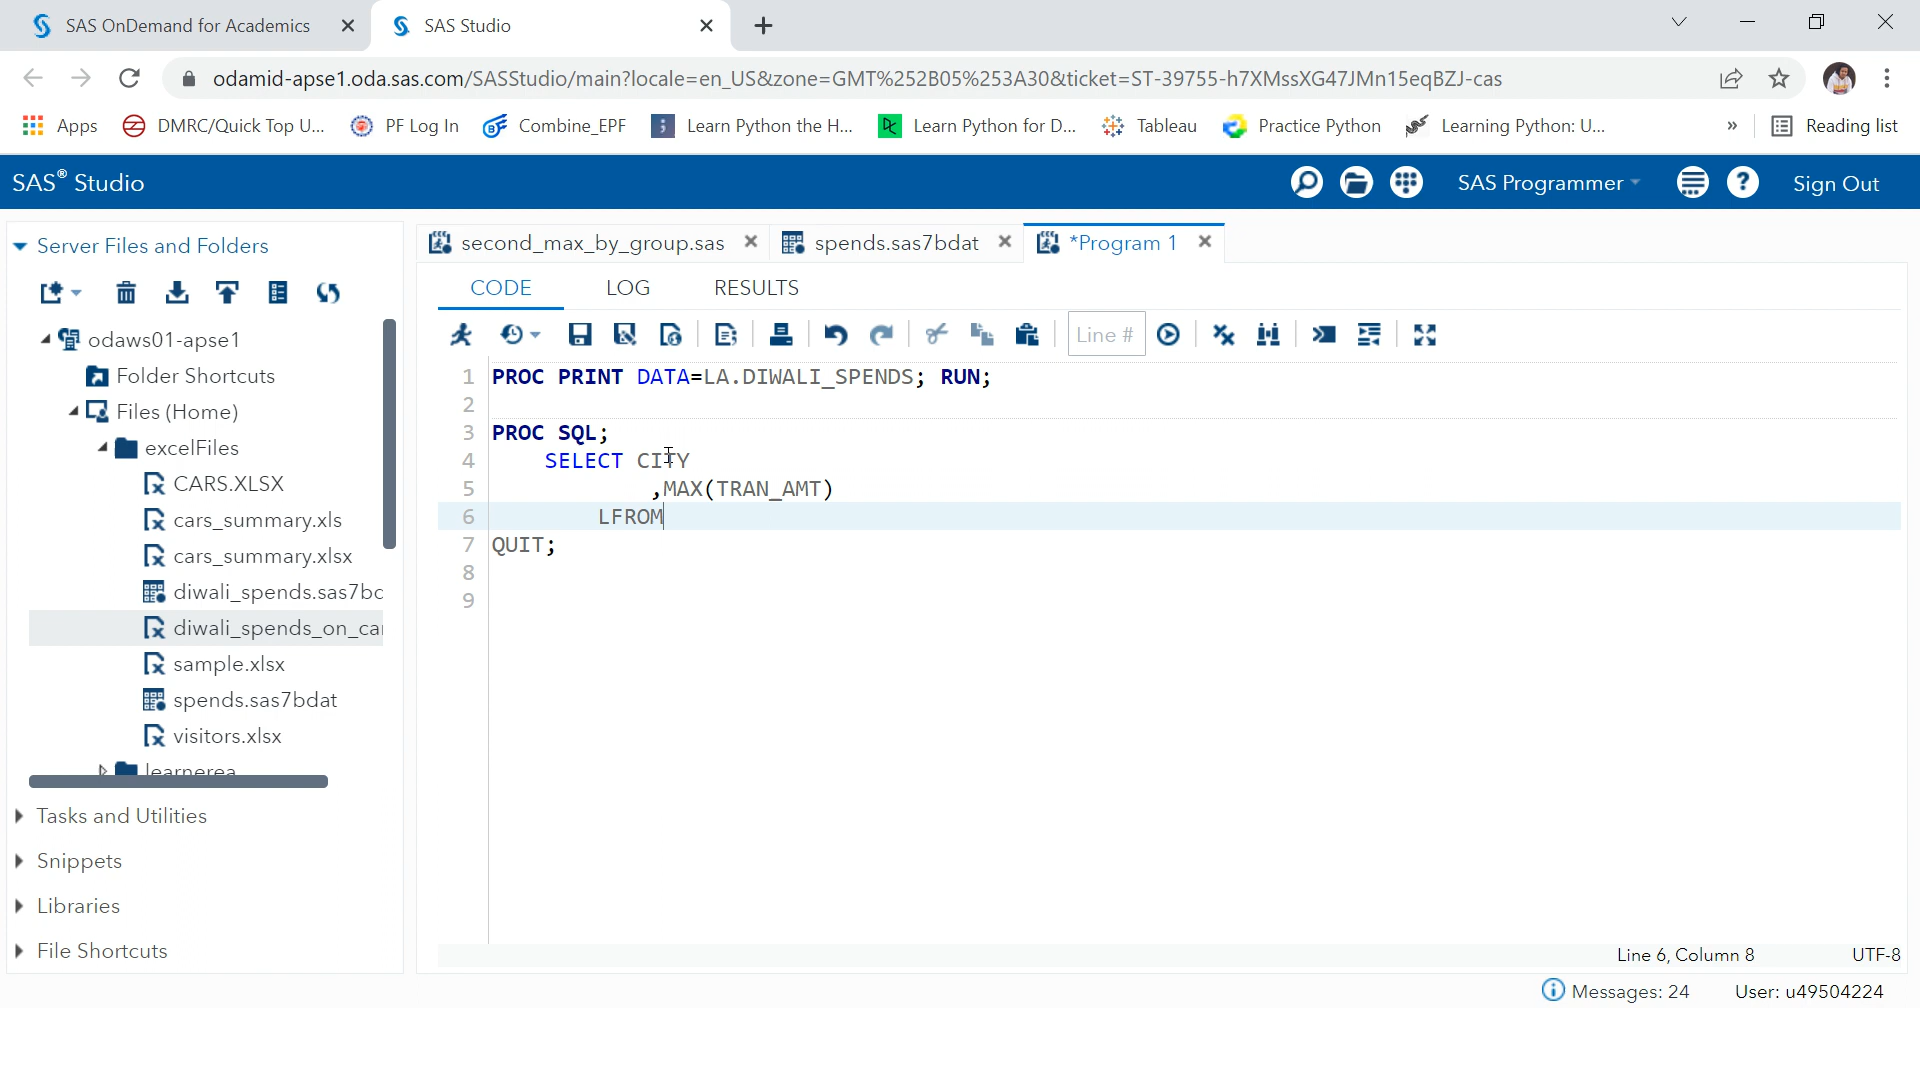 SAS OnDemand for Academics
SAS Studio
odamid-apse1.oda.sas.com/SASStudio/main?locale=en_US&zone=GMT%252B05%253A30&ticket=ST-39755-h7XMssXG47JMn15eqBZJ-cas
Apps
DMRC/Quick Top U...
PF Log In
Combine_EPF
Learn Python the H...
Learn Python for D...
Tableau
Practice Python
Learning Python: U...
»
Reading list
SAS® Studio
SAS Programmer
Sign Out
Server Files and Folders
second_max_by_group.sas
spends.sas7bdat
*Program 1
CODE
LOG
RESULTS
Line #
odaws01-apse1
Folder Shortcuts
Files (Home)
excelFiles
CARS.XLSX
cars_summary.xls
cars_summary.xlsx
diwali_spends.sas7bc
diwali_spends_on_car
sample.xlsx
spends.sas7bdat
visitors.xlsx
learnerea
Tasks and Utilities
Snippets
Libraries
File Shortcuts
1 PROC PRINT DATA=LA.DIWALI_SPENDS; RUN;
2
3 PROC SQL;
4 SELECT CITY
5 ,MAX(TRAN_AMT)
6 LFROM
7 QUIT;
8
9
Line 6, Column 8
UTF-8
Messages: 24
User: u49504224